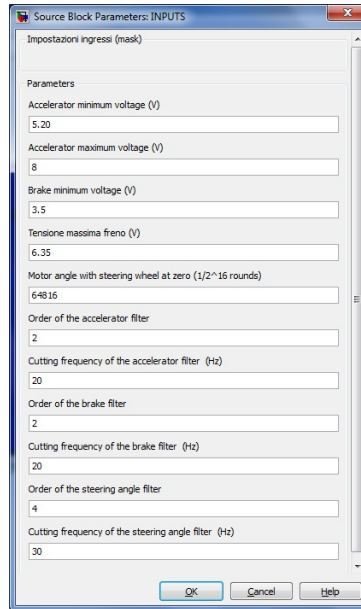 Source Block Parameters: INPUTS
Impostazioni ingressi (mask)
Parameters
Accelerator minimum voltage (V)
5.20
Accelerator maximum voltage (V)
8
Brake minimum voltage (V)
3.5
Tensione massima freno (V)
6.35
Motor angle with steering wheel at zero (1/2^16 rounds)
64816
Order of the accelerator filter
2
Cutting frequency of the accelerator filter (Hz)
20
Order of the brake filter
2
Cutting frequency of the brake filter (Hz)
20
Order of the steering angle filter
4
Cutting frequency of the steering angle filter (Hz)
30
OK Cancel Help